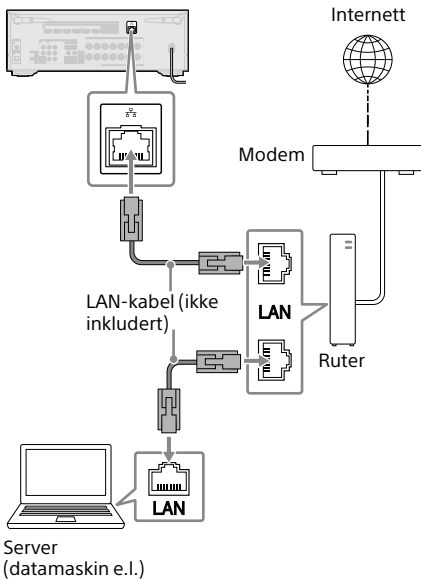 Internett
Modem
LAN-kabel (ikke
inkludert)
LAN
Ruter
LAN
Server
(datamaskin e.l.)